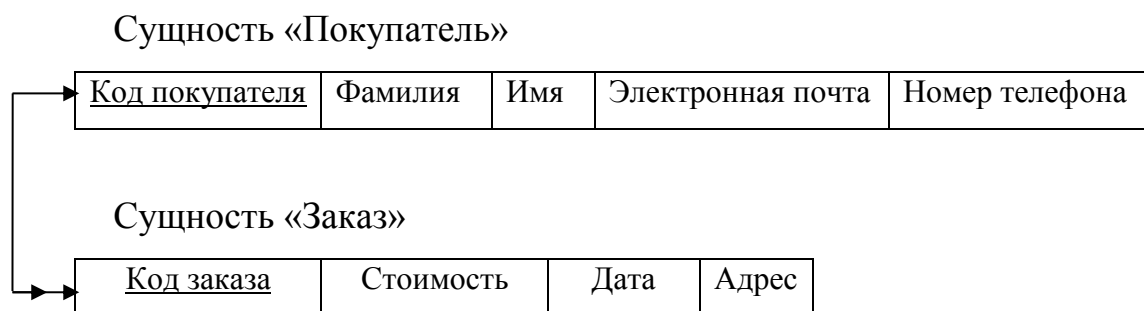 Сущность «Покупатель»
Код покупателя Фамилия Имя Электронная почта Номер телефона
Сущность «Заказ»
Код заказа Стоимость Дата Адрес